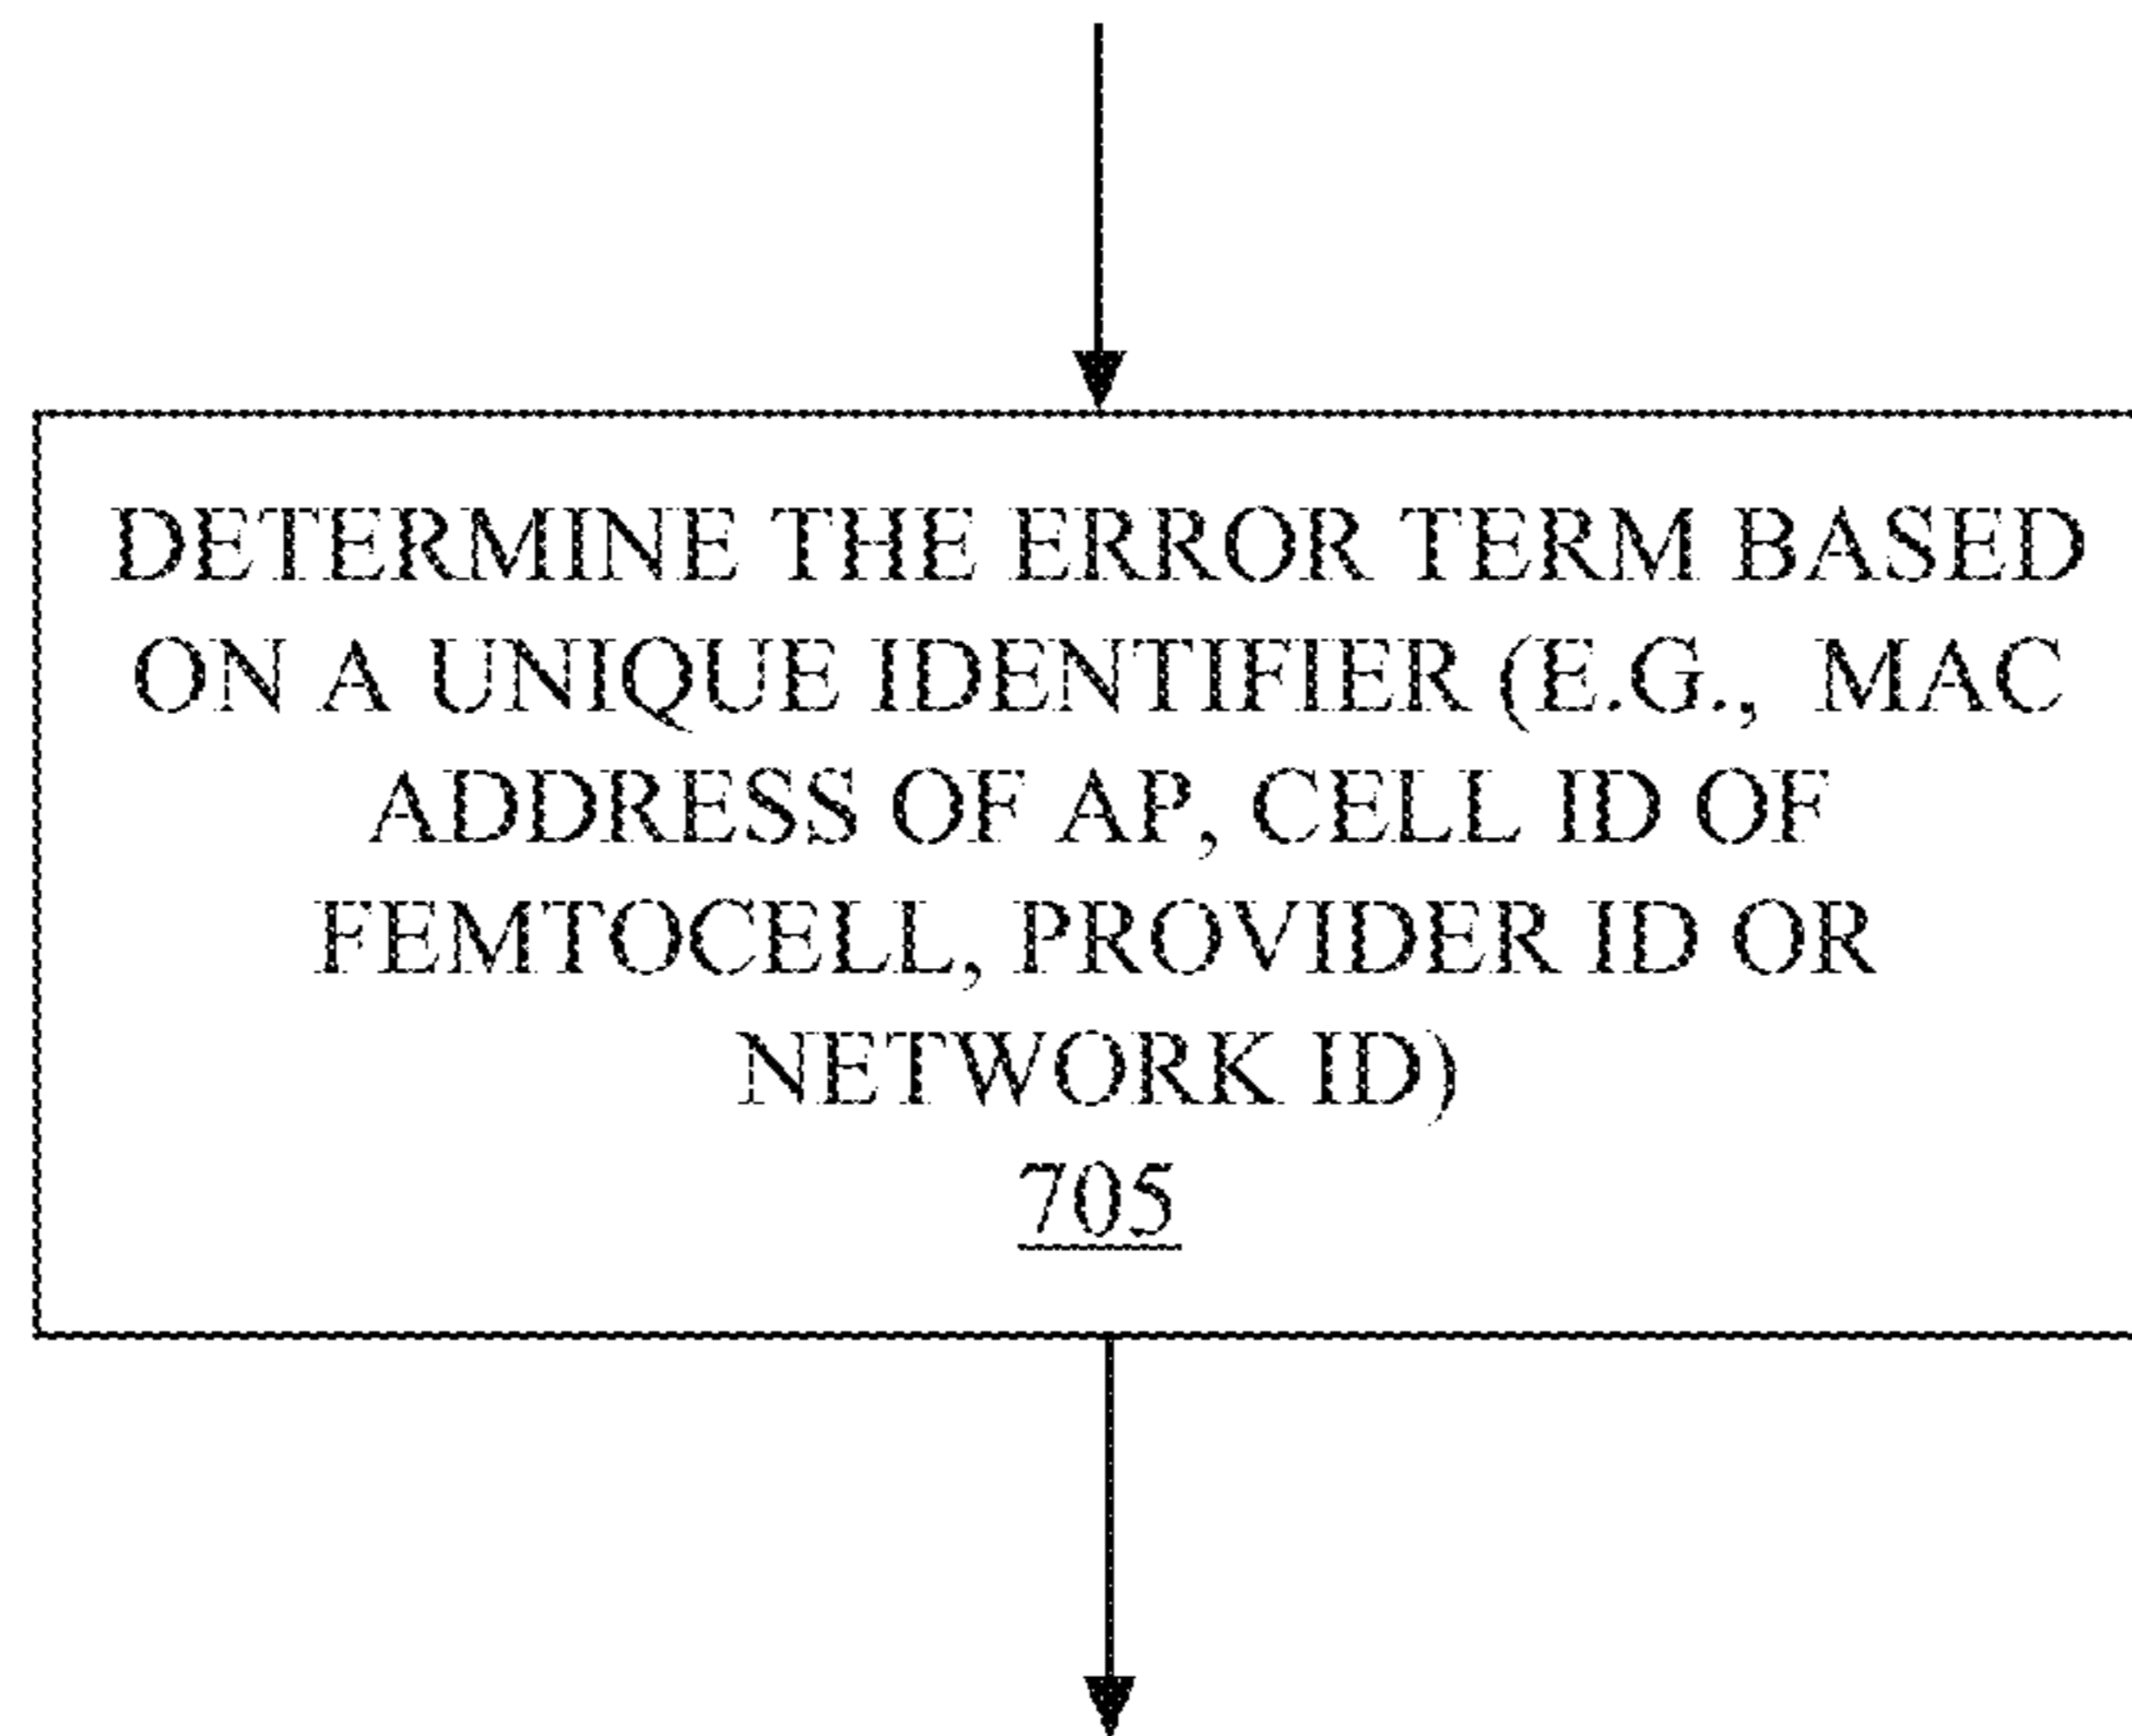 DETERMINE THE ERROR TERM BASED
ON A UNIQUE IDENTIFIER (E.G., MAC
ADDRESS OF AP, CELL ID OF
FEMTOCELL, PROVIDER ID OR
NETWORK ID)
705